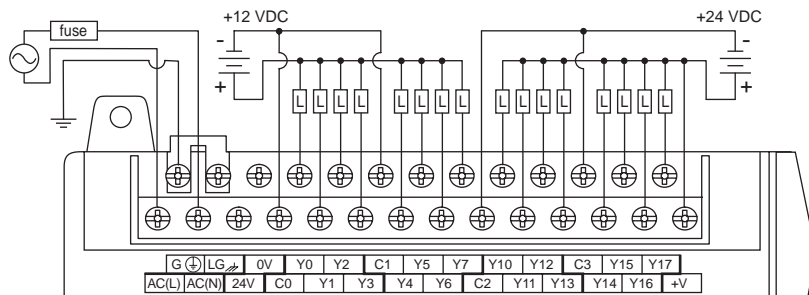 +12 VDC +24 VDC
fuse
- -
+ +
L L L L L L L L L L L L L L L L
G LG 0V Y0 Y2 C1 Y5 Y7 Y10 Y12 C3 Y15 Y17
AC(L) AC(N) 24V C0 Y1 Y3 Y4 Y6 C2 Y11 Y13 Y14 Y16 +V